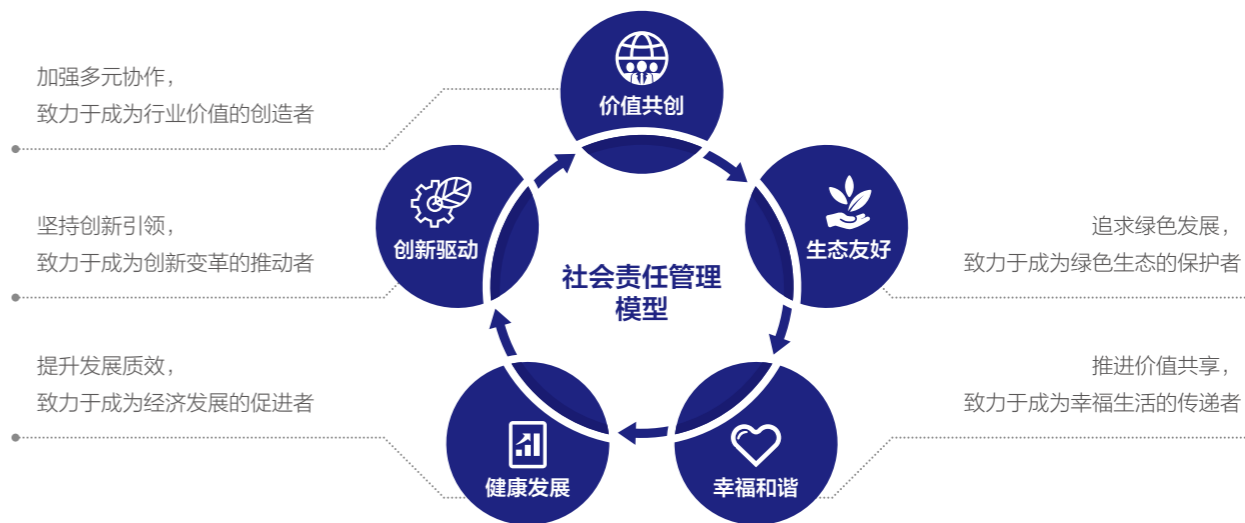 加强多元协作，
致力于成为行业价值的创造者
价值共创
坚持创新引领，
致力于成为创新变革的推动者
创新驱动
生态友好
追求绿色发展，
致力于成为绿色生态的保护者
社会责任管理
模型
提升发展质效，
致力于成为经济发展的促进者
健康发展
幸福和谐
推进价值共享，
致力于成为幸福生活的传递者